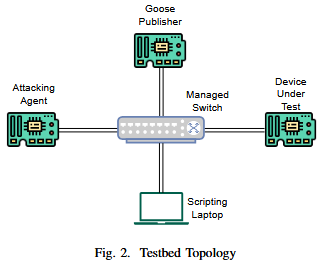 Goose
Publisher
Attacking
Agent
Managed
Switch
Device
Under
Test
Scripting
Laptop
Fig. 2. Testbed Topology